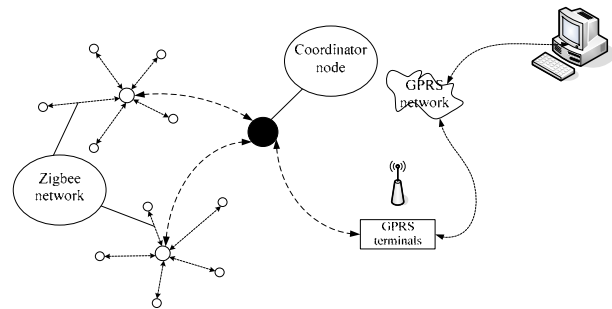 Coordinator
node
GPRS
network
Zigbee
network
GPRS
terminals